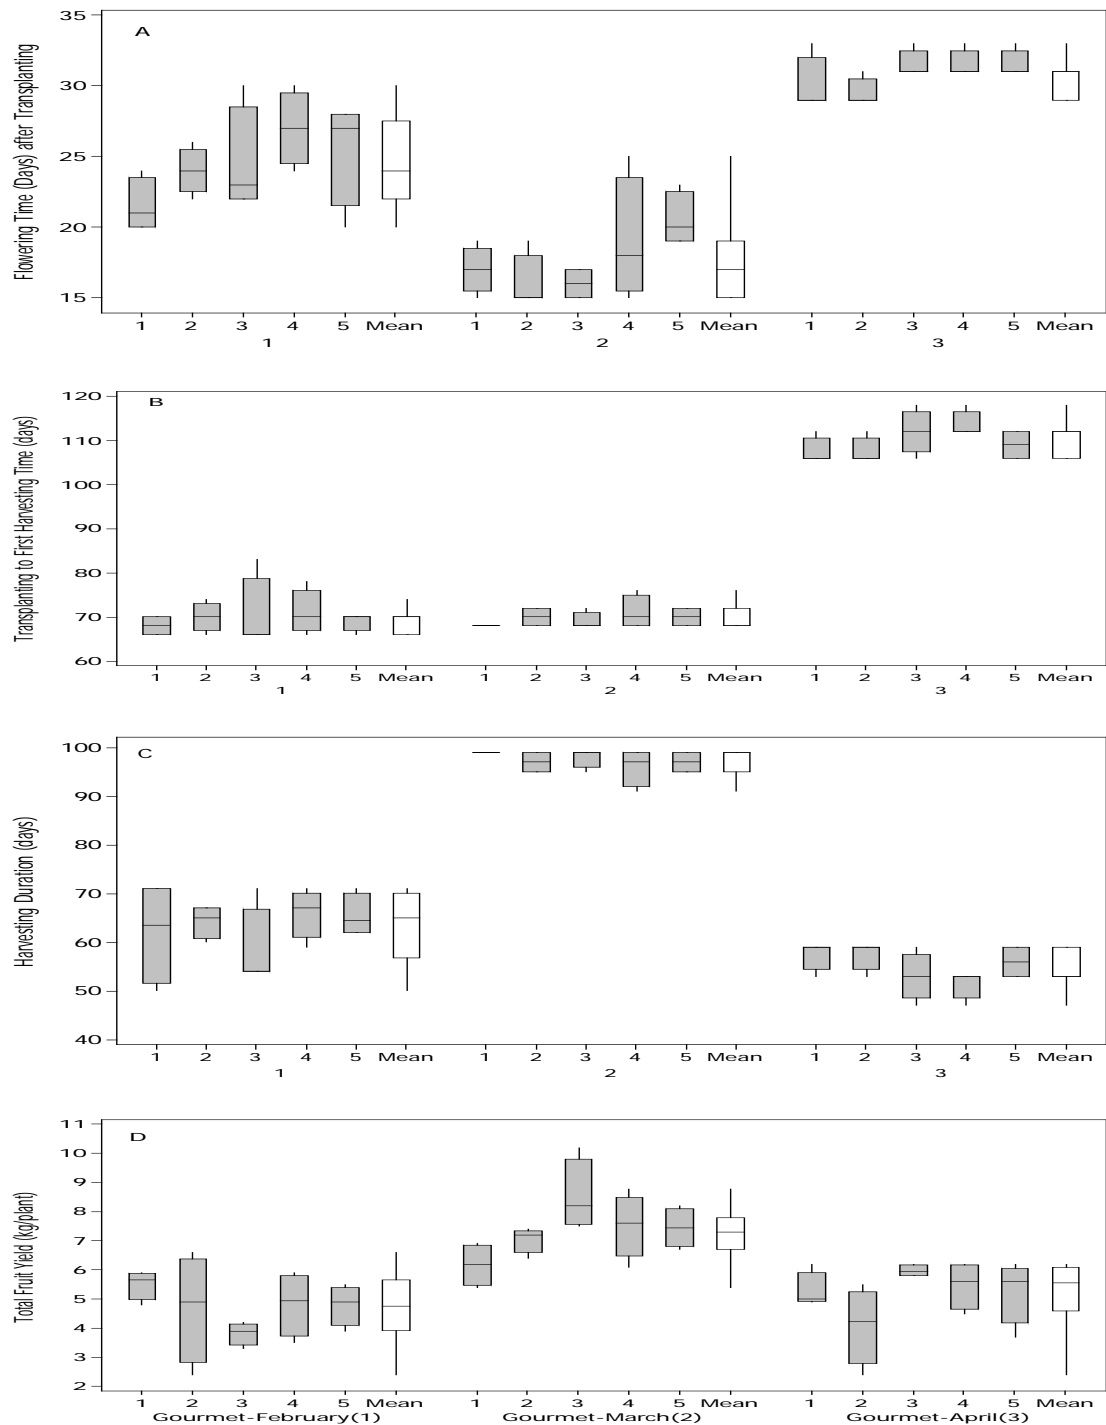 35
A
30
25
20
15
Flowering Time (Days) after Transplanting
1 2 3 4 5 Mean 1 2 3 4 5 Mean 1 2 3 4 5 Mean
1 2 3
120
B
110
100
90
80
70
60
Transplanting to First Harvesting Time (days)
1 2 3 4 5 Mean 1 2 3 4 5 Mean 1 2 3 4 5 Mean
1 2 3
100
C
90
80
70
60
50
40
Harvesting Duration (days)
1 2 3 4 5 Mean 1 2 3 4 5 Mean 1 2 3 4 5 Mean
1 2 3
11
D
10
9
8
7
6
5
4
3
2
Total Fruit Yield (kg/plant)
1 2 3 4 5 Mean 1 2 3 4 5 Mean 1 2 3 4 5 Mean
Gourmet-February(1) Gourmet-March(2) Gourmet-April(3)